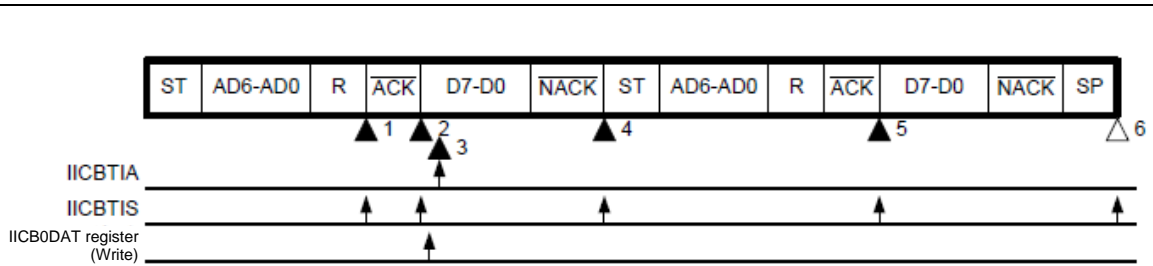 ST AD6-AD0 R ACK D7-D0 NACK ST AD6-AD0 R ACK D7-D0 NACK SP
1 2 4 5 6
3
IICBTIA
IICBTIS
IICB0DAT register
(Write)